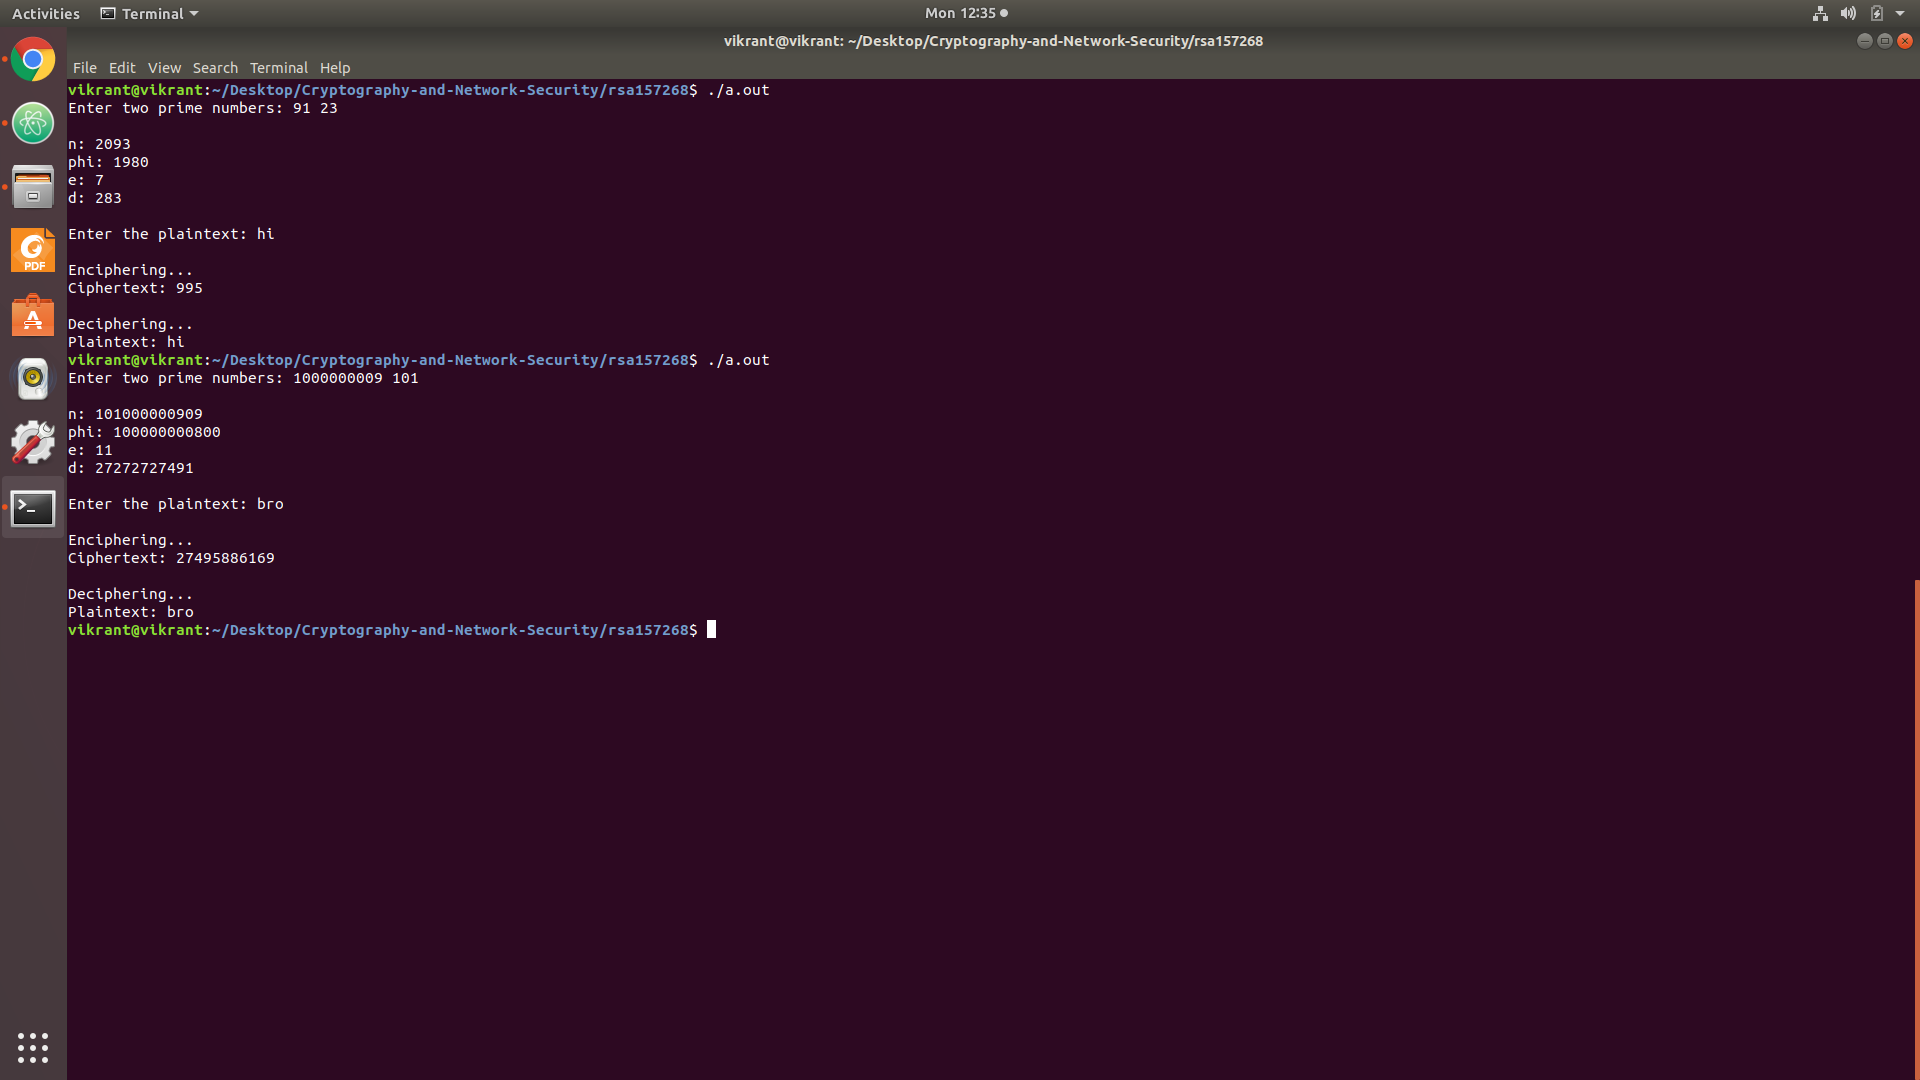 Activities Terminal Mon 12:35
vikrant@vikrant: ~/Desktop/Cryptography-and-Network-Security/rsa157268
File Edit View Search Terminal Help
vikrant@vikrant:~/Desktop/Cryptography-and-Network-Security/rsa157268$ ./a.out
Enter two prime numbers: 91 23
n: 2093
phi: 1980
e: 7
d: 283
Enter the plaintext: hi
Enciphering...
Ciphertext: 995
Deciphering...
Plaintext: hi
vikrant@vikrant:~/Desktop/Cryptography-and-Network-Security/rsa157268$ ./a.out
Enter two prime numbers: 1000000009 101
n: 101000000909
phi: 100000000800
e: 11
d: 27272727491
Enter the plaintext: bro
Enciphering...
Ciphertext: 27495886169
Deciphering...
Plaintext: bro
vikrant@vikrant:~/Desktop/Cryptography-and-Network-Security/rsa157268$
PDF